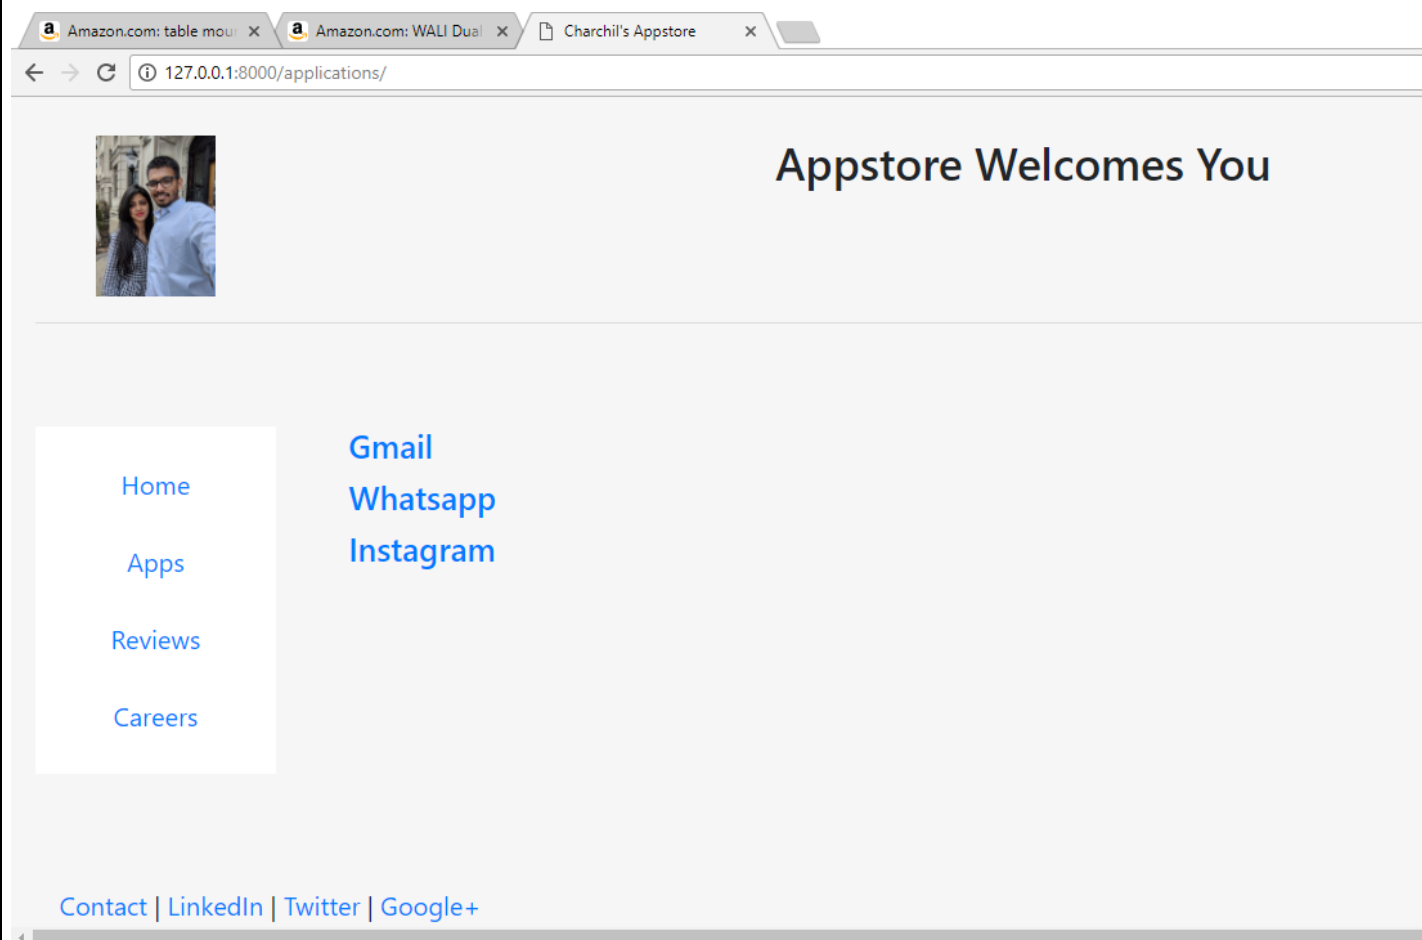 Amazon.com: table mou
Amazon.com: WALI Dual
Charchil's Appstore
127.0.0.1:8000/applications/
Appstore Welcomes You
Home
Apps
Reviews
Careers
Gmail
Whatsapp
Instagram
Contact | LinkedIn | Twitter | Google+